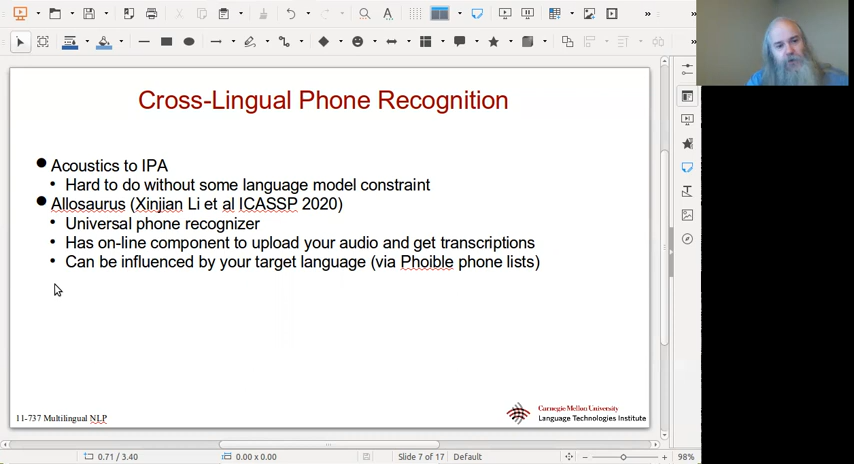 Cross-Lingual Phone Recognition
Acoustics to IPA
Hard to do without some language model constraint
Allosaurus (Xinjian Li et al ICASSP 2020)
Universal phone recognizer
Has on-line component to upload your audio and get transcriptions
Can be influenced by your target language (via Phoible phone lists)
11-737 Multilingual NLP
Carnegie Mellon University
Language Technologies Institute
0.71 / 3.40
0.00 x 0.00
Slide 7 of 17
Default
98%